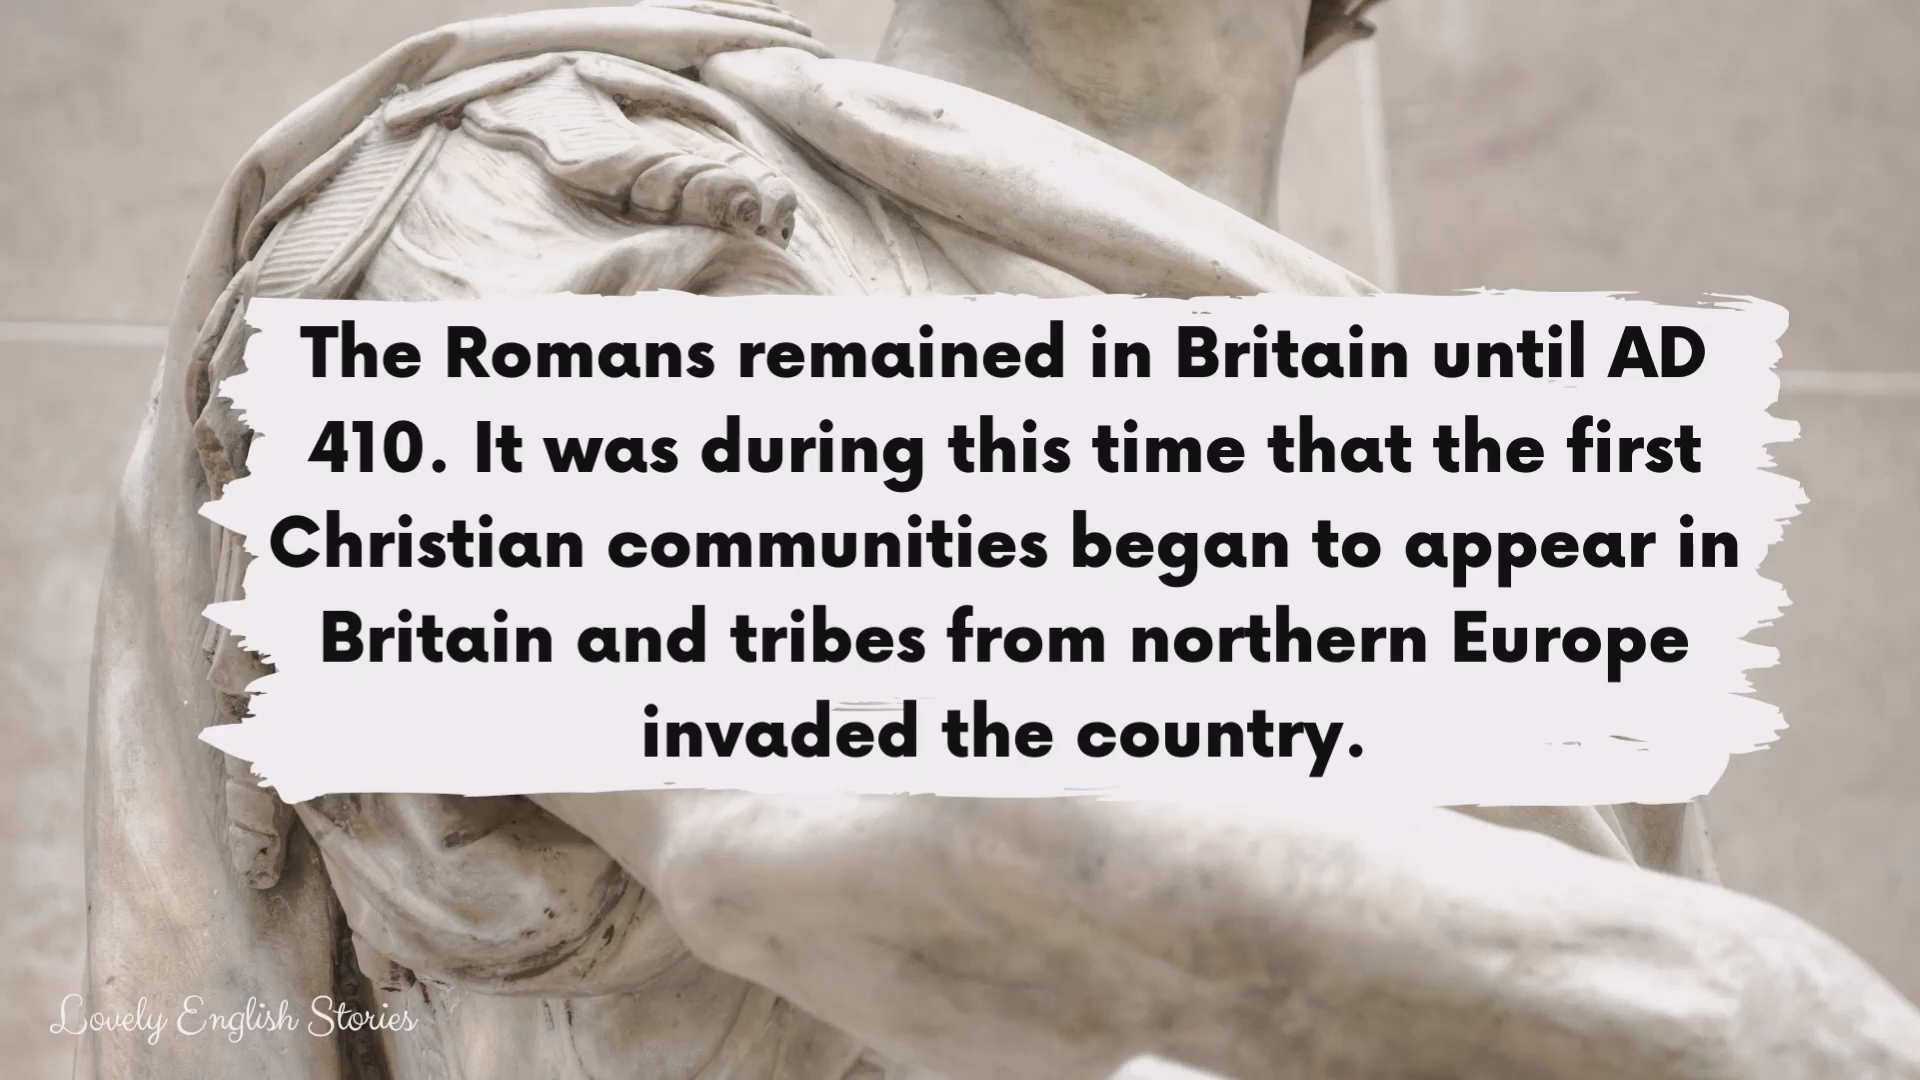 The Romans remained in Britain until AD
410. It was during this time that the first
Christian communities began to appear in
Britain and tribes from northern Europe
invaded the country.
Lovely English Stories